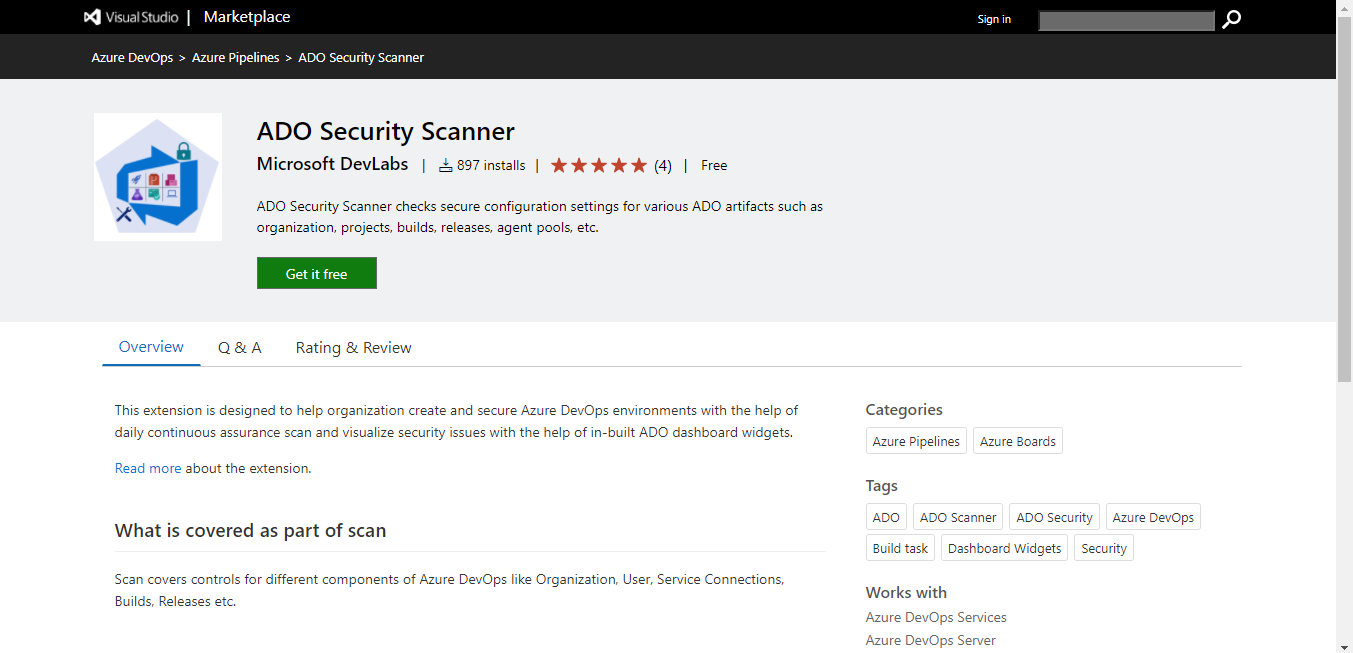 Visual Studio | Marketplace
Sign in
Azure DevOps > Azure Pipelines > ADO Security Scanner
ADO Security Scanner
Microsoft DevLabs | 897 installs | (4) | Free
ADO Security Scanner checks secure configuration settings for various ADO artifacts such as
organization, projects, builds, releases, agent pools, etc.
Get it free
Overview Q & A Rating & Review
This extension is designed to help organization create and secure Azure DevOps environments with the help of
daily continuous assurance scan and visualize security issues with the help of in-built ADO dashboard widgets.
Read more about the extension.
What is covered as part of scan
Scan covers controls for different components of Azure DevOps like Organization, User, Service Connections,
Builds, Releases etc.
Categories
Azure Pipelines Azure Boards
Tags
ADO ADO Scanner ADO Security Azure DevOps
Build task Dashboard Widgets Security
Works with
Azure DevOps Services
Azure DevOps Server